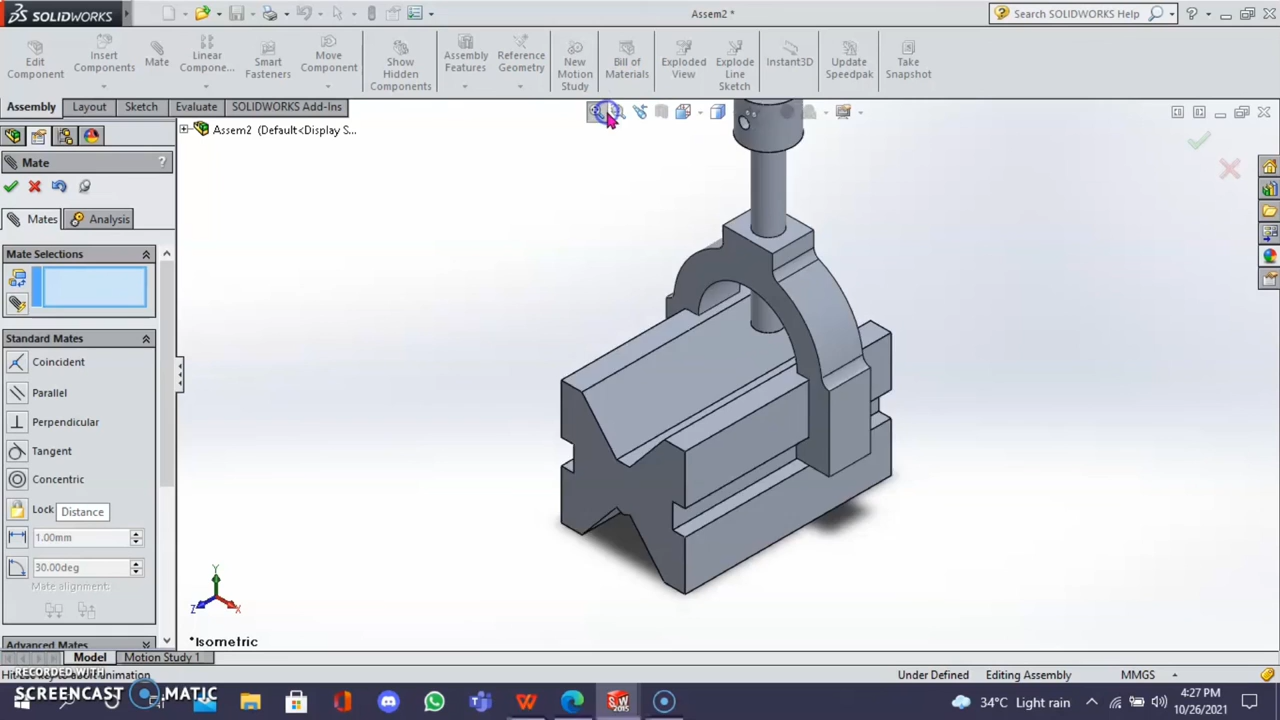 SOLIDWORKS
Assem2 *
Search SOLIDWORKS Help
Edit Component
Insert Components
Mate
Linear Compone...
Smart Fasteners
Move Component
Show Hidden Components
Assembly Features
Reference Geometry
New Motion Study
Bill of Materials
Exploded View
Explode Line Sketch
Instant3D
Update Speedpak
Take Snapshot
Assembly Layout Sketch Evaluate SOLIDWORKS Add-Ins
Assem2 (Default<Display S...
Mate ?
Mates Analysis
Mate Selections
Standard Mates
Coincident
Parallel
Perpendicular
Tangent
Concentric
Lock Distance
1.00mm
30.00deg
Mate alignment:
Advanced Mates
Y
Z X
*Isometric
Model Motion Study 1
Under Defined Editing Assembly MMGS
RECORDED WITH
SCREENCAST MATIC
34°C Light rain
4:27 PM
10/26/2021